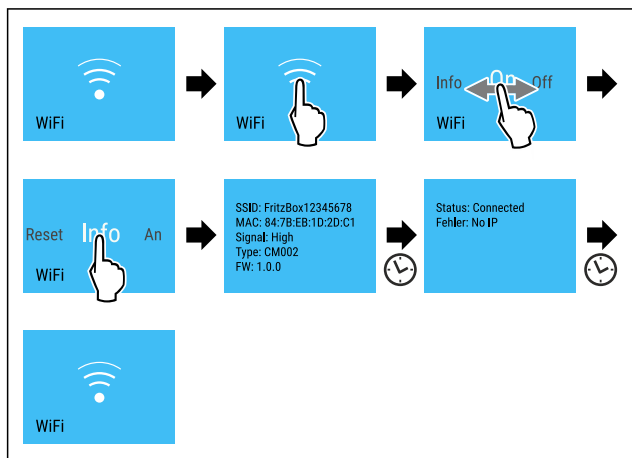 WiFi
WiFi
Info On Off
WiFi
Reset Info An
WiFi
SSID: FritzBox12345678
MAC: 84:7B:EB:1D:2D:C1
Signal: High
Type: CM002
FW: 1.0.0
Status: Connected
Fehler: No IP
WiFi